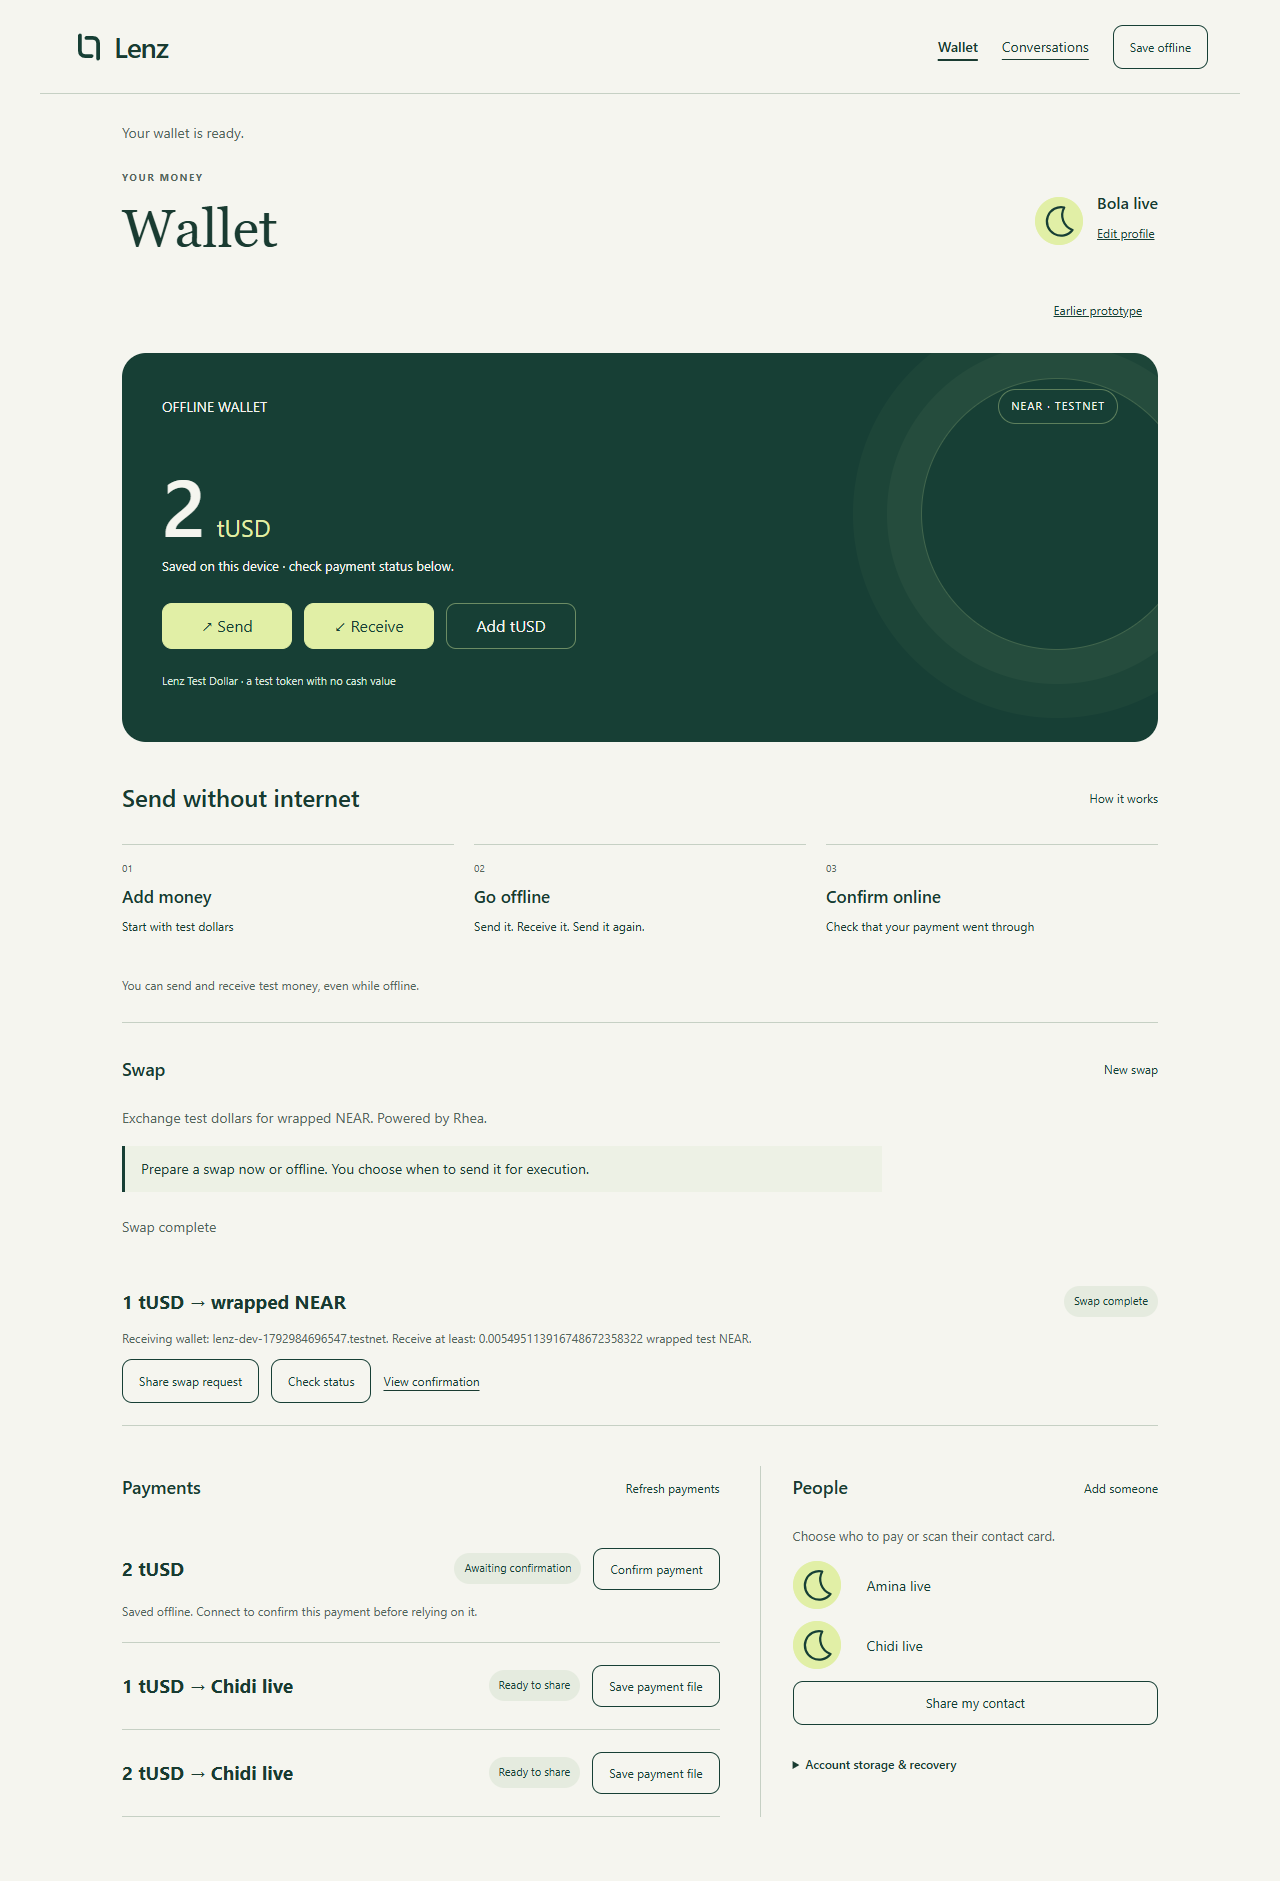 Lenz
Wallet
Conversations
Save offline
Your wallet is ready.
YOUR MONEY
Wallet
Bola live
Edit profile
Earlier prototype
OFFLINE WALLET
NEAR · TESTNET
2 tUSD
Saved on this device · check payment status below.
↗ Send
↙ Receive
Add tUSD
Lenz Test Dollar · a test token with no cash value
Send without internet
How it works
01
Add money
Start with test dollars
02
Go offline
Send it. Receive it. Send it again.
03
Confirm online
Check that your payment went through
You can send and receive test money, even while offline.
Swap
New swap
Exchange test dollars for wrapped NEAR. Powered by Rhea.
Prepare a swap now or offline. You choose when to send it for execution.
Swap complete
1 tUSD → wrapped NEAR
Swap complete
Receiving wallet: lenz-dev-1792984696547.testnet. Receive at least: 0.005495113916748672358322 wrapped test NEAR.
Share swap request
Check status
View confirmation
Payments
Refresh payments
2 tUSD
Awaiting confirmation
Confirm payment
Saved offline. Connect to confirm this payment before relying on it.
1 tUSD → Chidi live
Ready to share
Save payment file
2 tUSD → Chidi live
Ready to share
Save payment file
People
Add someone
Choose who to pay or scan their contact card.
Amina live
Chidi live
Share my contact
Account storage & recovery